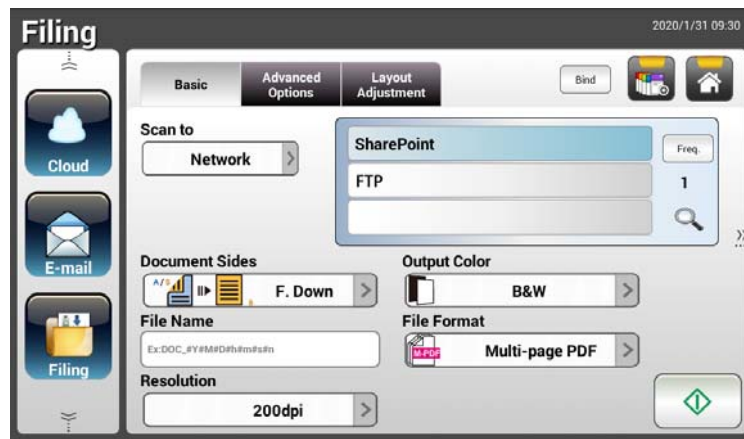 Filing
2020/1/31 09:30
Basic
Advanced
Options
Layout
Adjustment
Bind
Cloud
E-mail
Filing
Scan to
Network
SharePoint
FTP
Freq.
1
Document Sides
A/S
F. Down
Output Color
B&W
File Name
Ex:DOC_#Y#M#D#h#m#s#n
File Format
M-PDF
Multi-page PDF
Resolution
200dpi